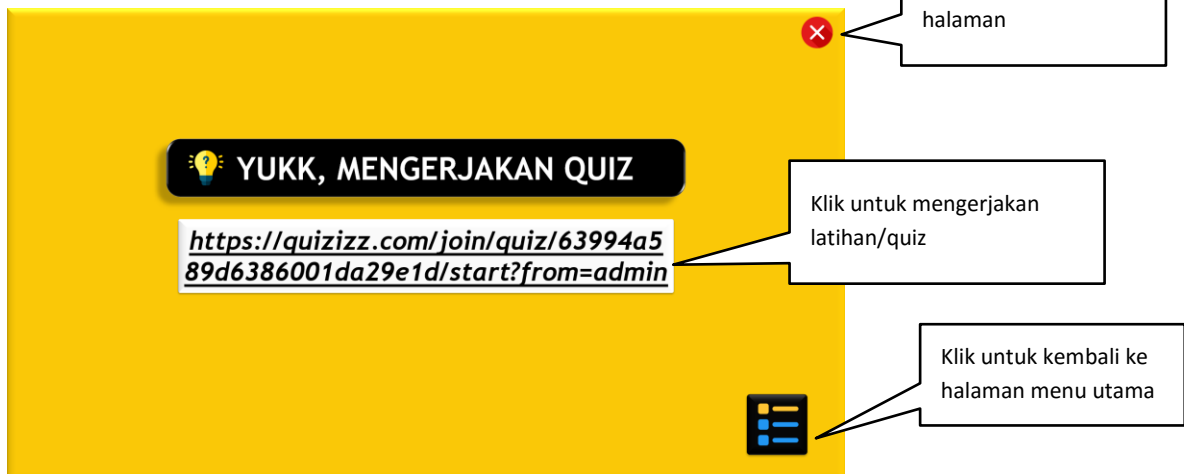 halaman
YUKK, MENGERJAKAN QUIZ
Klik untuk mengerjakan
latihan/quiz
https://quizizz.com/join/quiz/63994a5
89d6386001da29e1d/start?from=admin
Klik untuk kembali ke
halaman menu utama